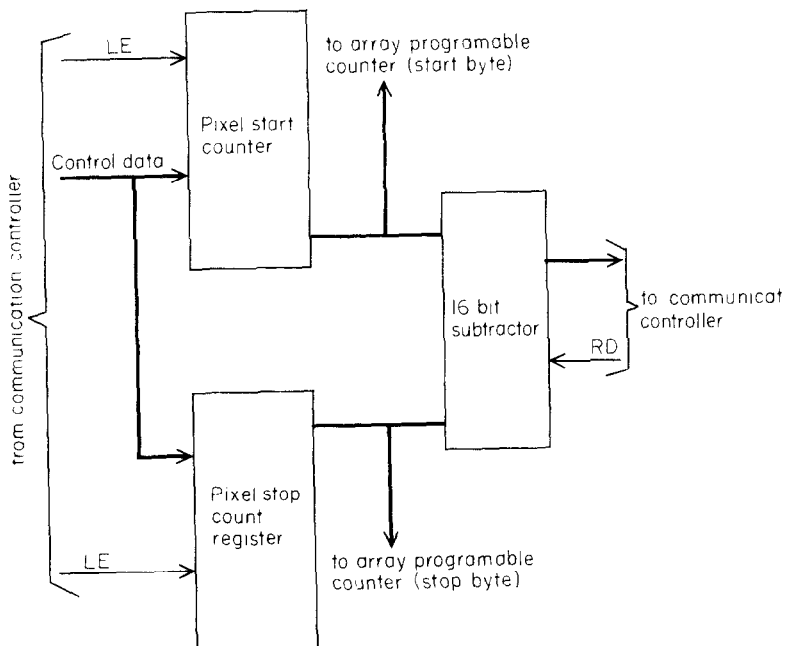 LE
to array programable
counter (start byte)
Pixel start
counter
Control data
from communication controller
16 bit
subtractor
to communicat
controller
RD
Pixel stop
count
register
LE
to array programable
counter (stop byte)